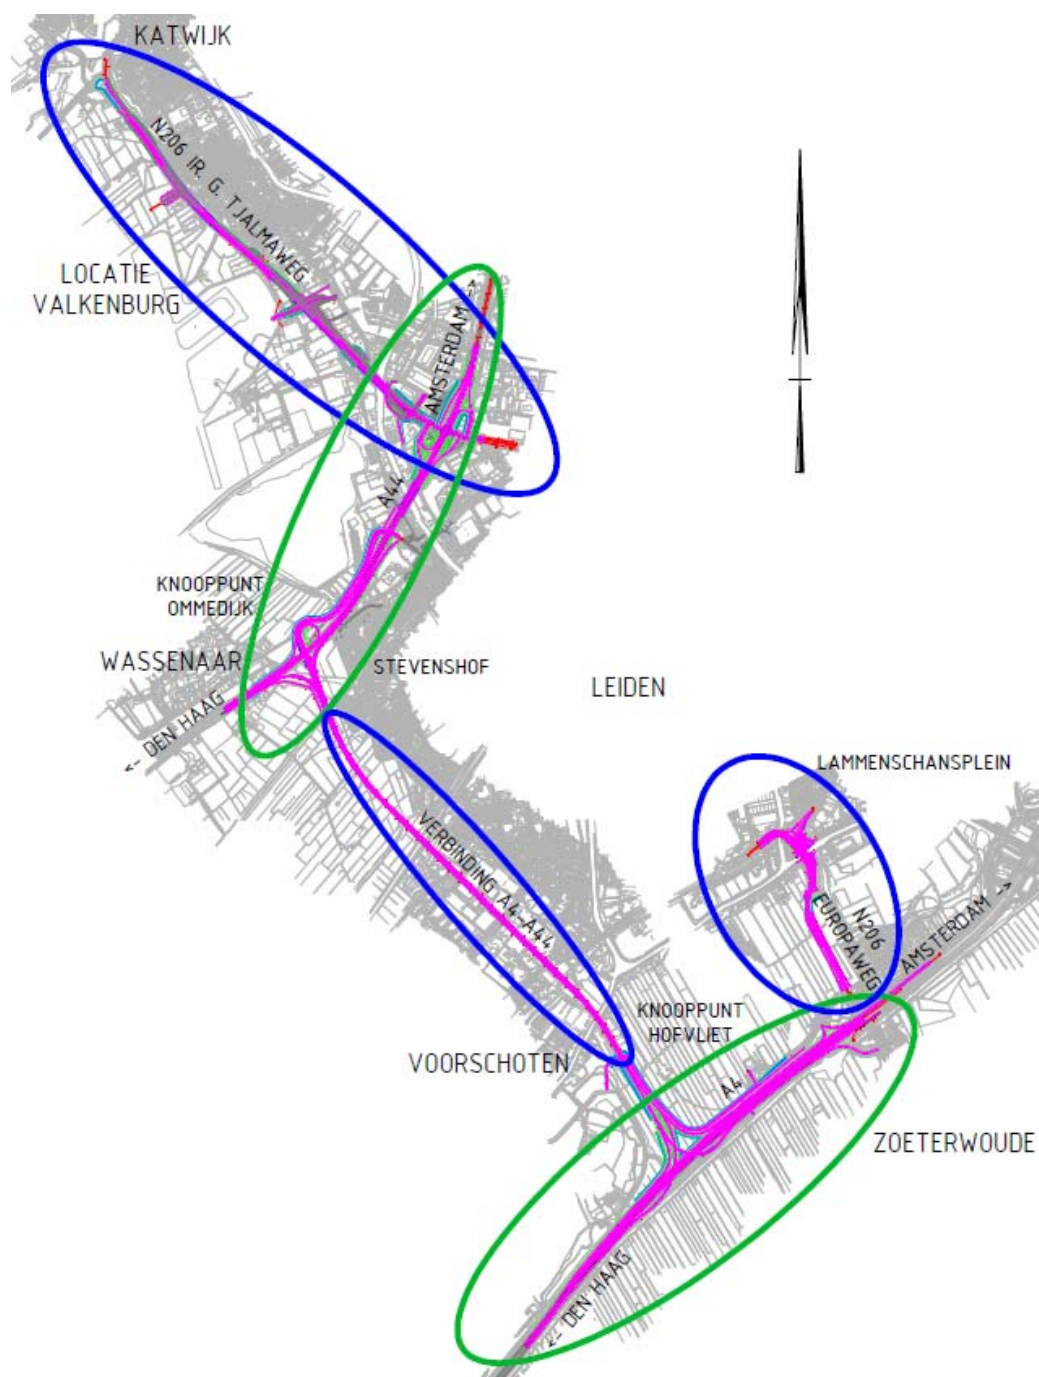 KATWIJK
N206 IR. G. TJALMAWEG
LOCATIE
VALKENBURG
AMSTERDAM -->
A44
KNOOPPUNT
OMMEDIJK
WASSENAAR
STEVENSHOF
<-- DEN HAAG
LEIDEN
LAMMENSCHANSPLEIN
VERBINDING A4-A44
N206
EUROPAWEG
AMSTERDAM -->
KNOOPPUNT
HOFVLIET
VOORSCHOTEN
A4
ZOETERWOUDE
<-- DEN HAAG